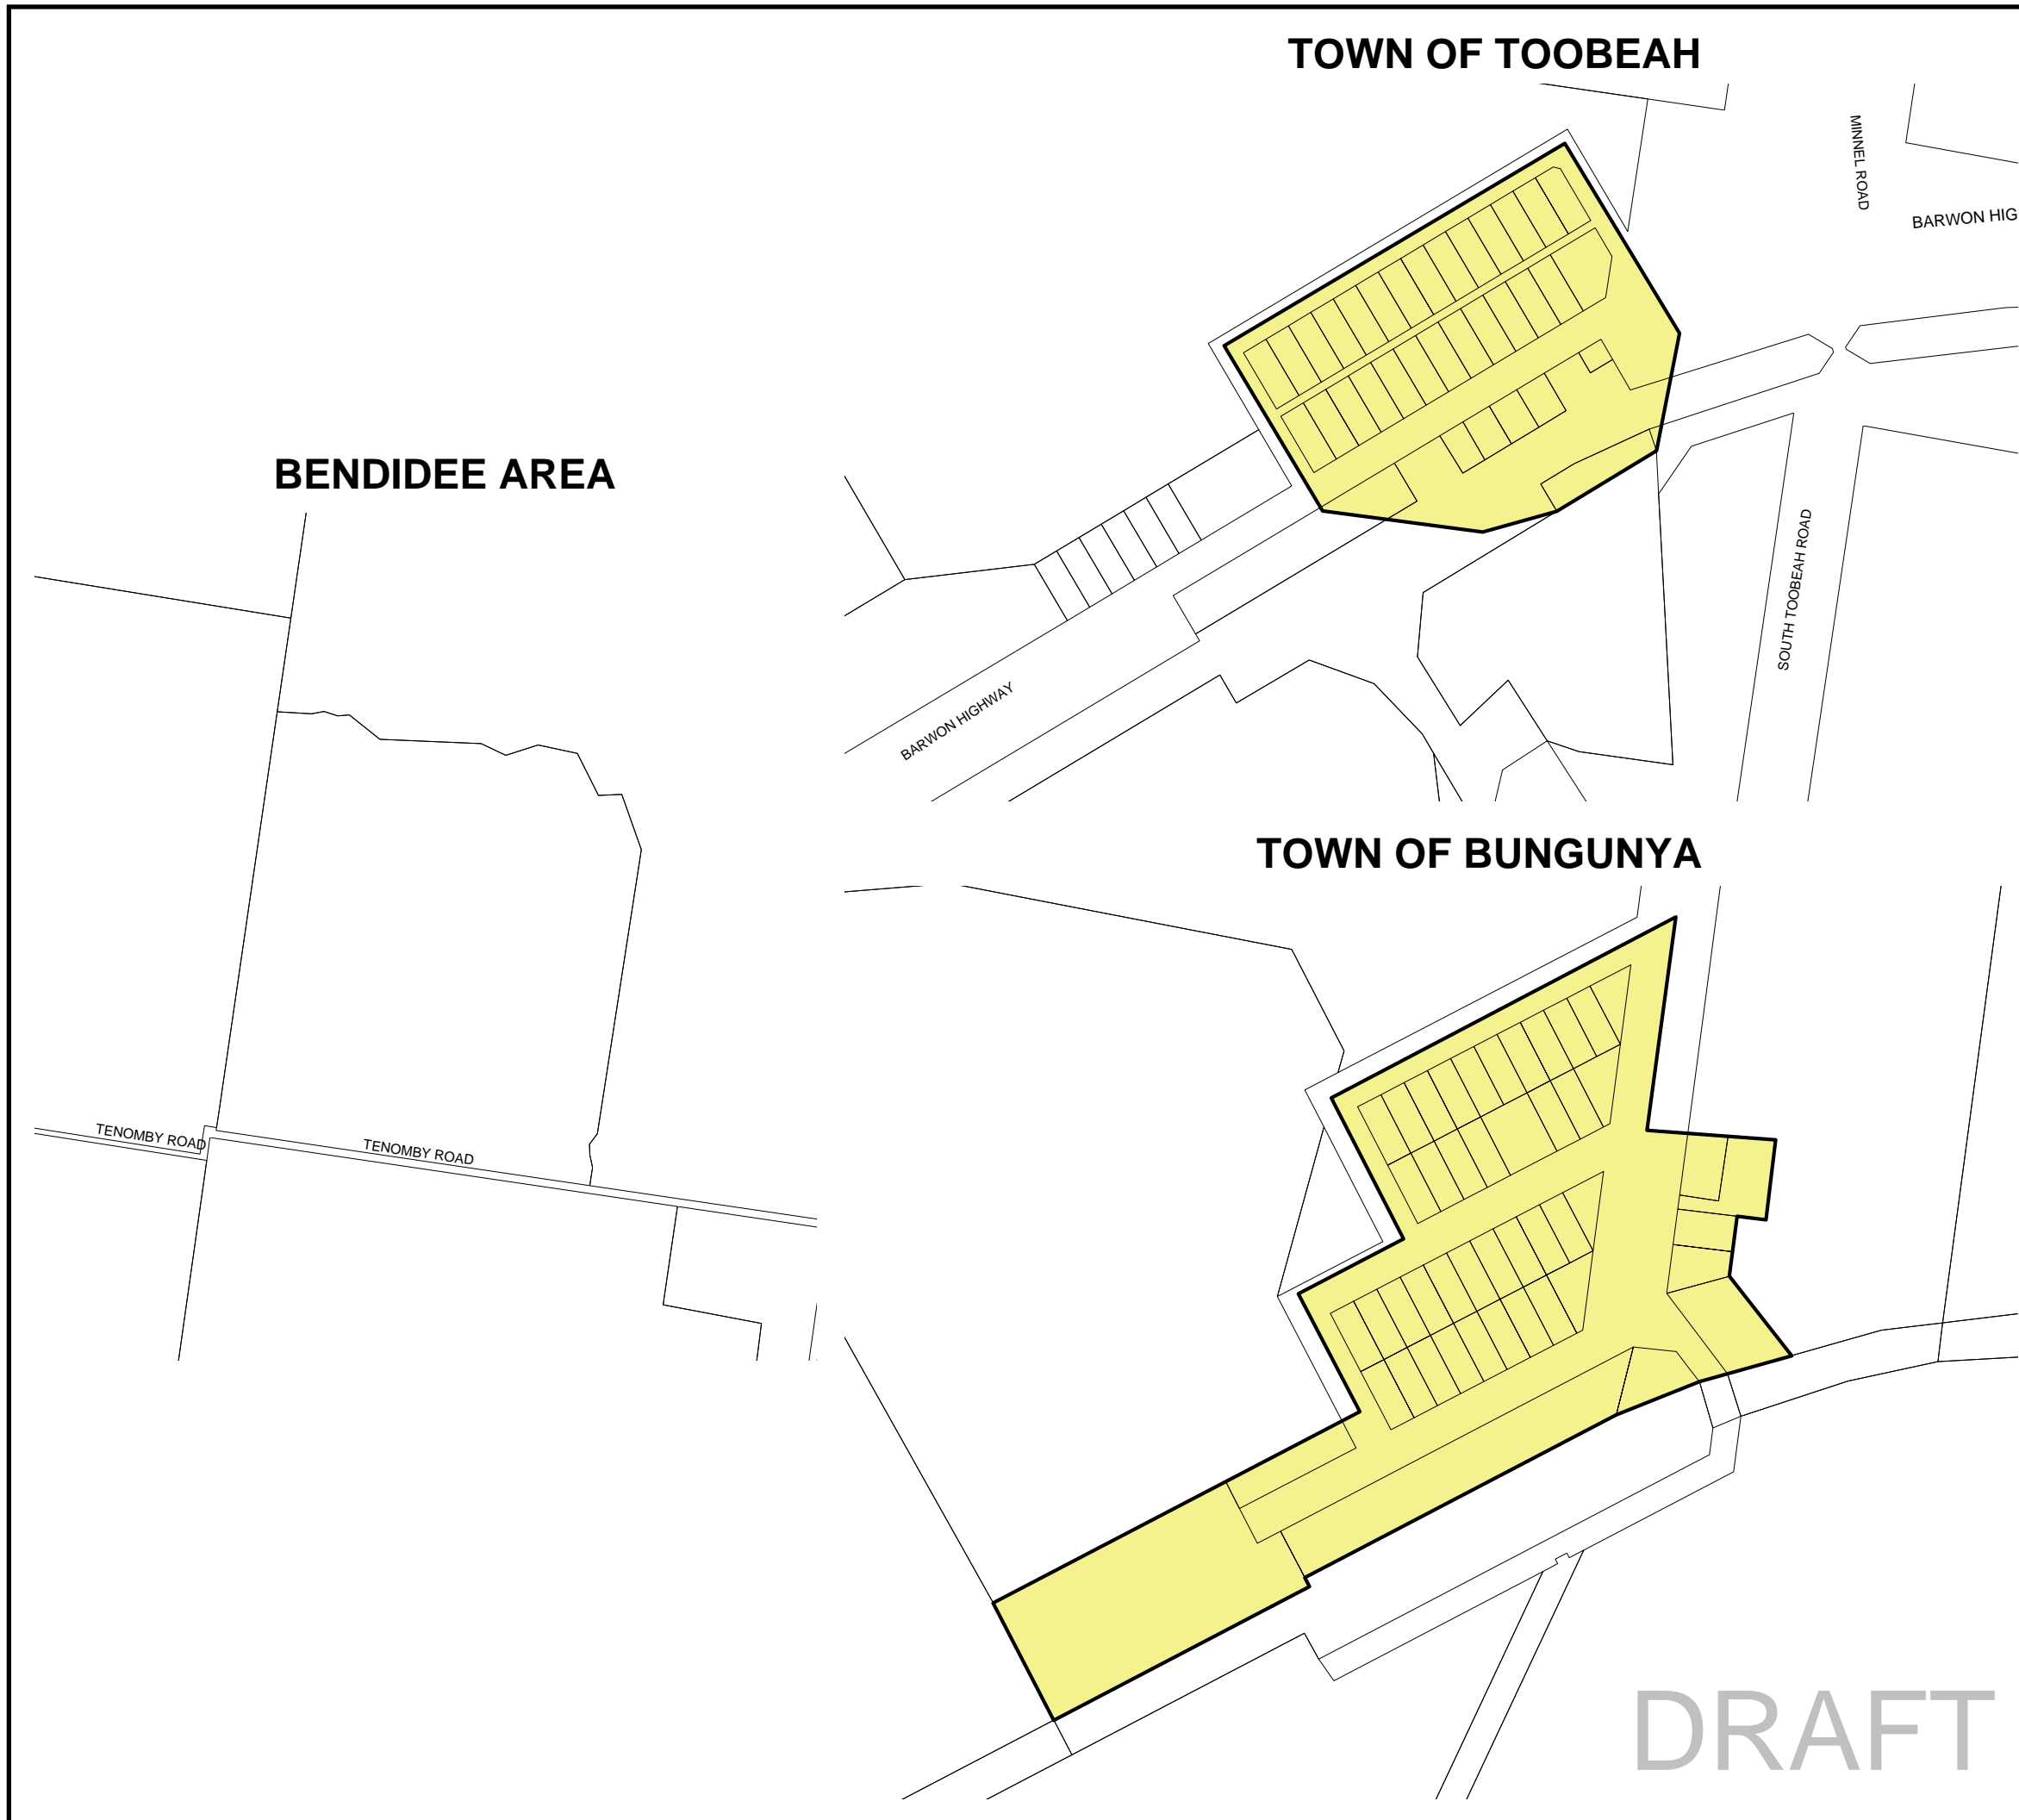 TOWN OF TOOBEAH
MINNEL ROAD
BARWON HIG
BENDIDEE AREA
SOUTH TOOBEAH ROAD
BARWON HIGHWAY
TOWN OF BUNGUNYA
TENOMBY ROAD
TENOMBY ROAD
DRAFT